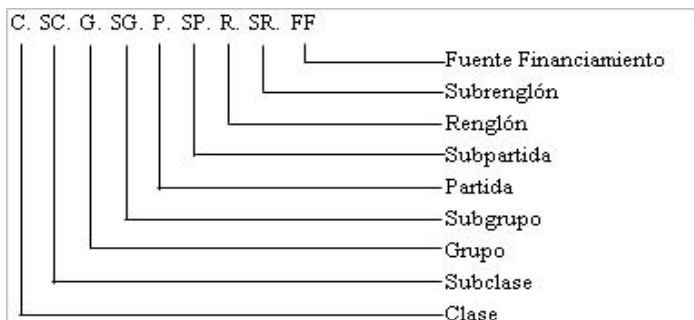 C. SC. G. SG. P. SP. R. SR. FF
Fuente Financiamiento
Subrenglón
Renglón
Subpartida
Partida
Subgrupo
Grupo
Subclase
Clase